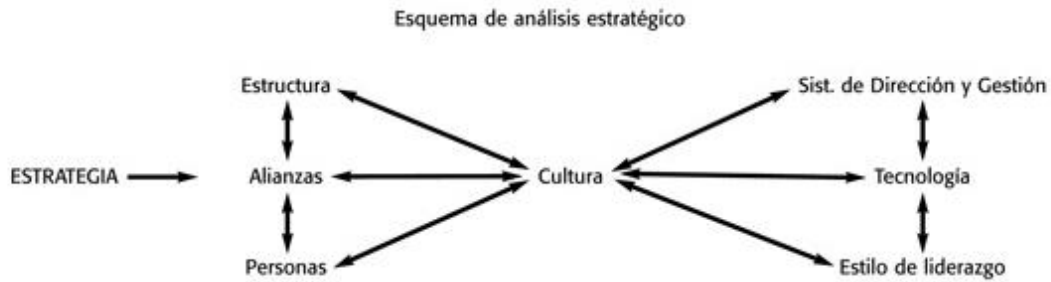 Esquema de análisis estratégico
Estructura
Sist. de Dirección y Gestión
ESTRATEGIA
Alianzas
Cultura
Tecnología
Personas
Estilo de liderazgo